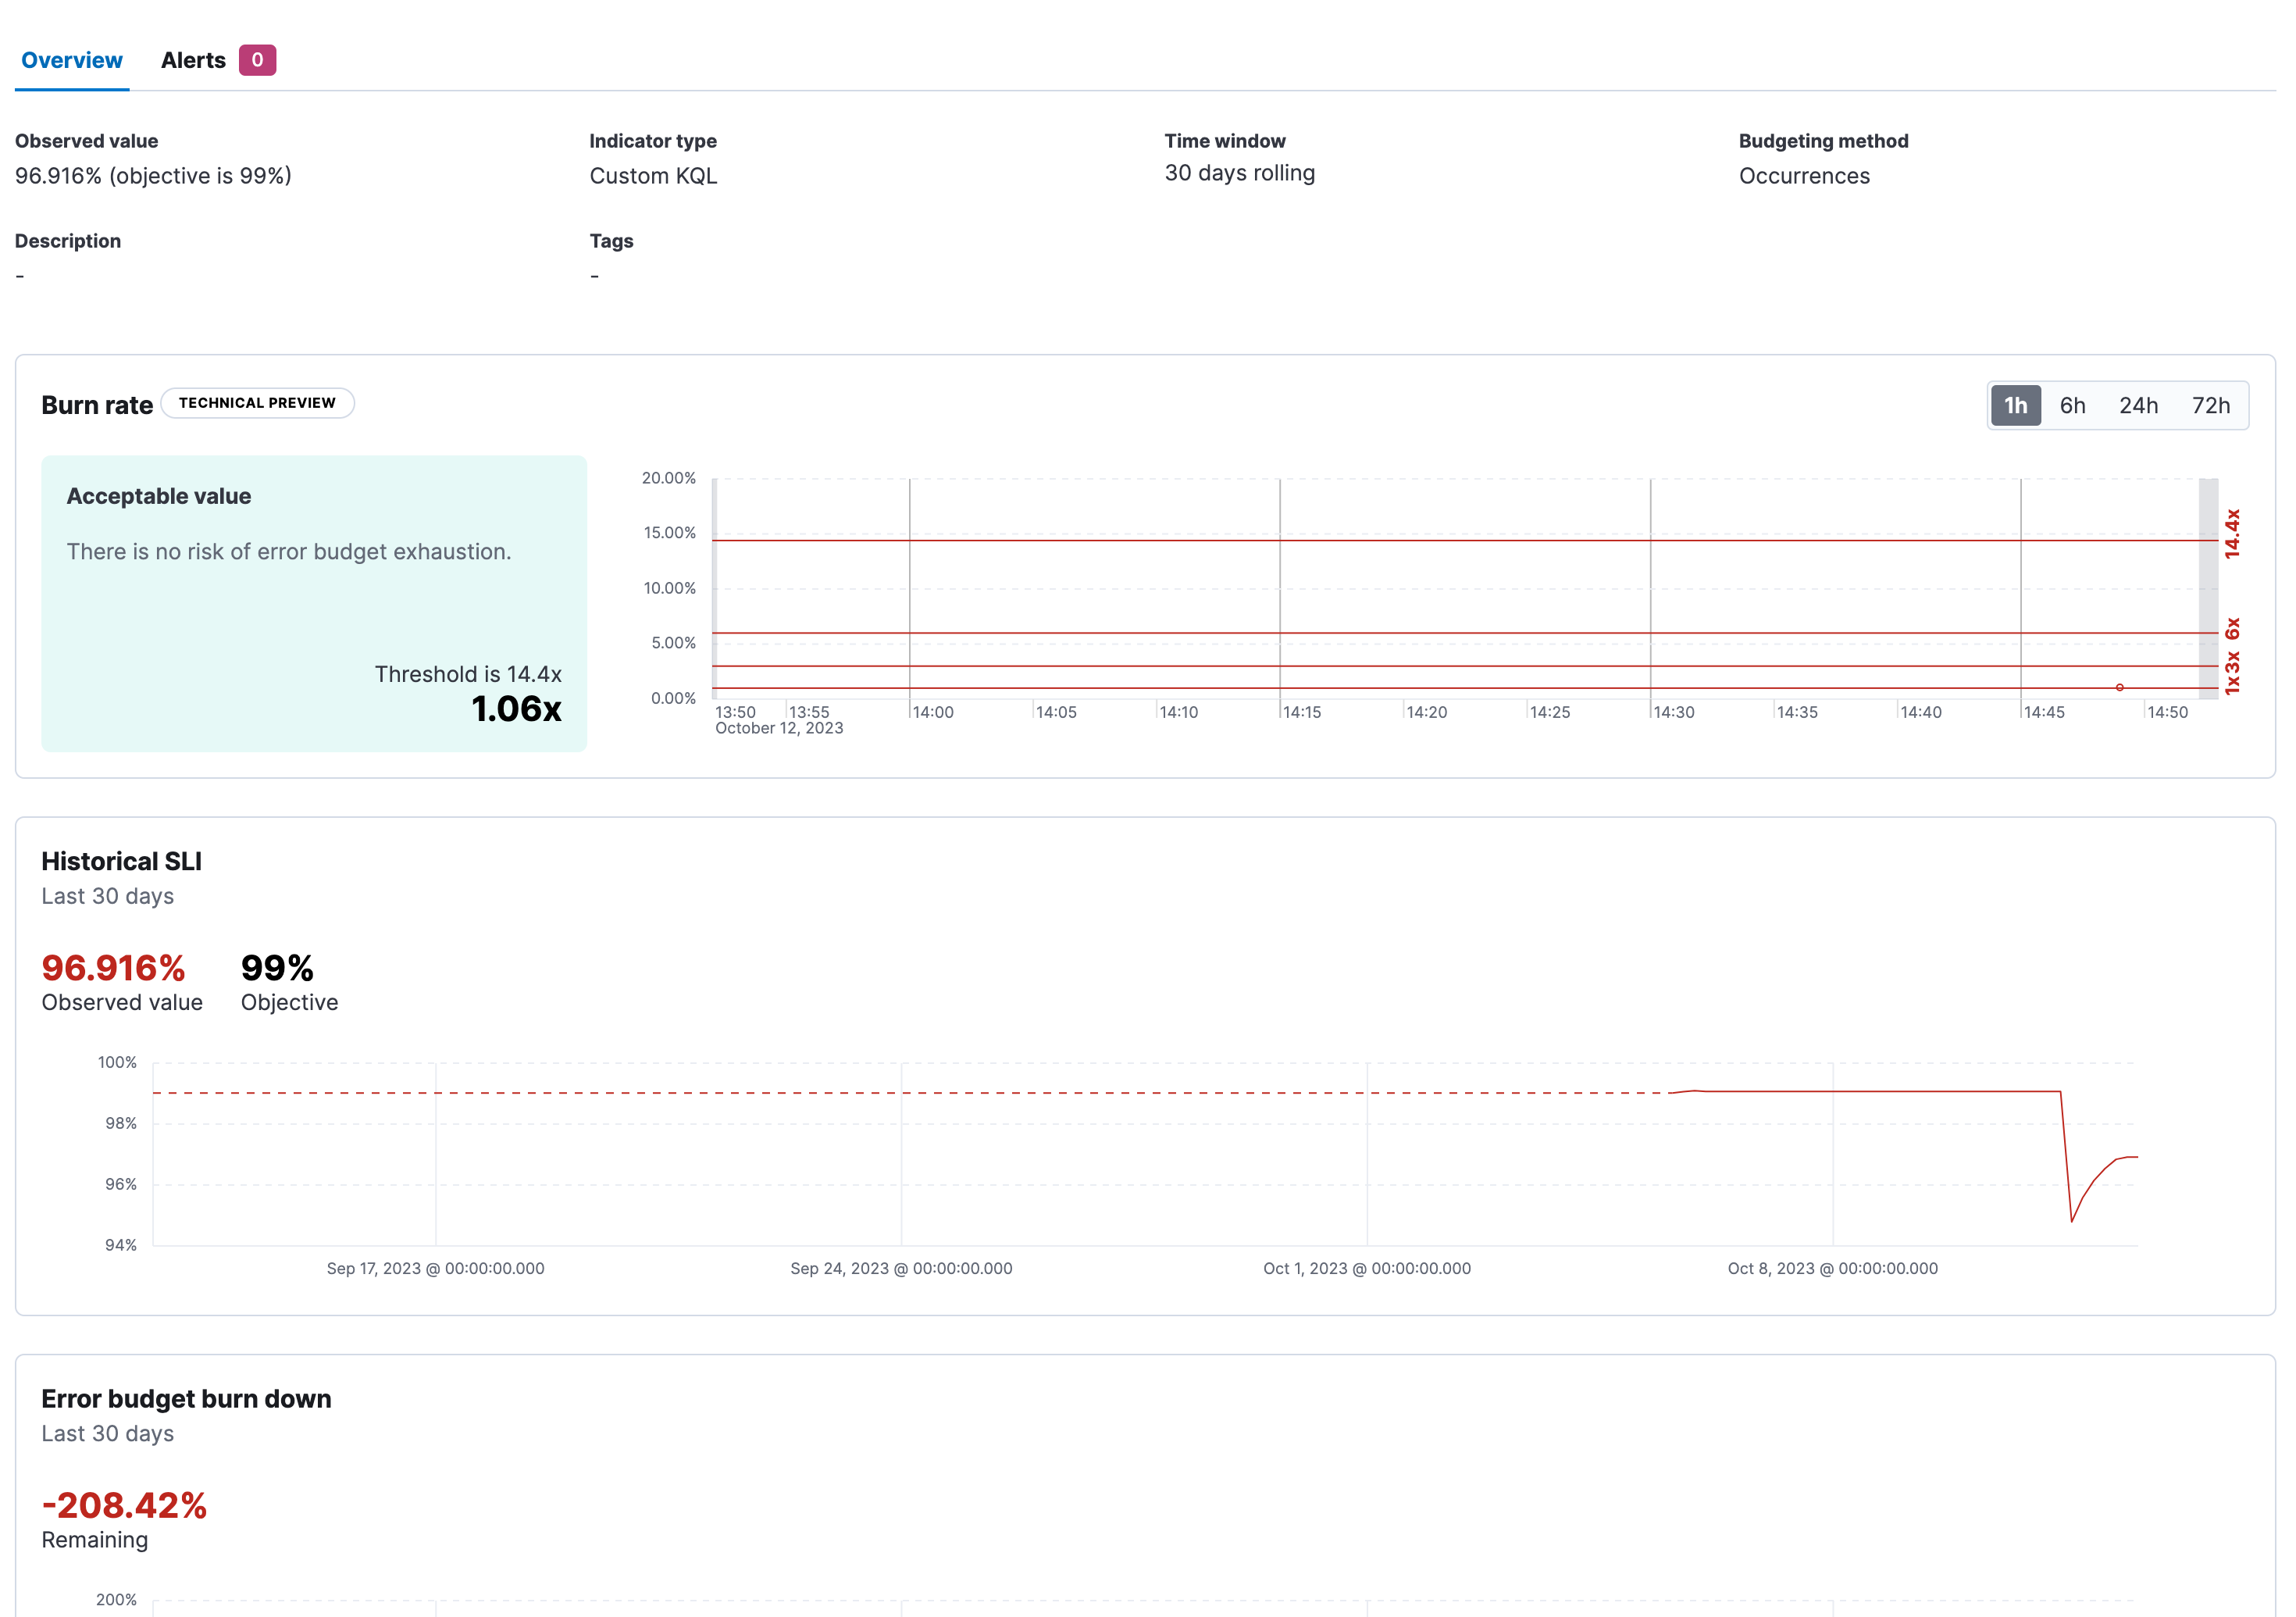 Overview Alerts 0
Observed value Indicator type Time window Budgeting method
96.916% (objective is 99%) Custom KQL 30 days rolling Occurrences
Description Tags
- -
Burn rate TECHNICAL PREVIEW 1h 6h 24h 72h
Acceptable value
There is no risk of error budget exhaustion.
Threshold is 14.4x
1.06x
20.00%
15.00%
10.00%
5.00%
0.00%
14.4x
6x
3x
1x
13:50 13:55 14:00 14:05 14:10 14:15 14:20 14:25 14:30 14:35 14:40 14:45 14:50
October 12, 2023
Historical SLI
Last 30 days
96.916% 99%
Observed value Objective
100%
98%
96%
94%
Sep 17, 2023 @ 00:00:00.000 Sep 24, 2023 @ 00:00:00.000 Oct 1, 2023 @ 00:00:00.000 Oct 8, 2023 @ 00:00:00.000
Error budget burn down
Last 30 days
-208.42%
Remaining
200%